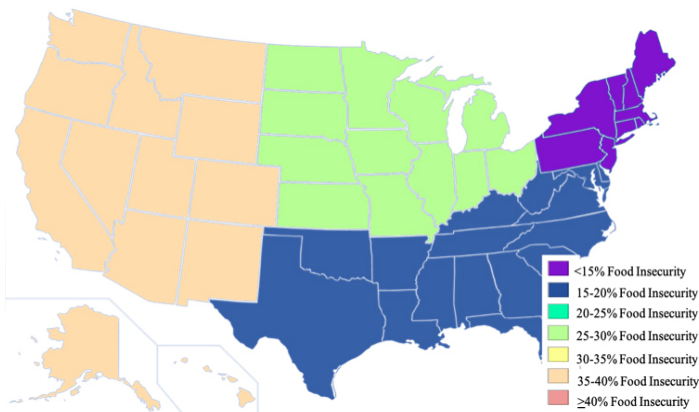 <15% Food Insecurity
15-20% Food Insecurity
20-25% Food Insecurity
25-30% Food Insecurity
30-35% Food Insecurity
35-40% Food Insecurity
≥40% Food Insecurity